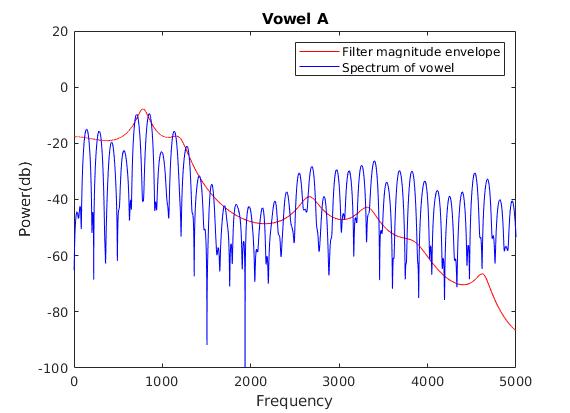 Vowel A
20
0
-20
-40
-60
-80
-100
Power(db)
Filter magnitude envelope
Spectrum of vowel
0 1000 2000 3000 4000 5000
Frequency